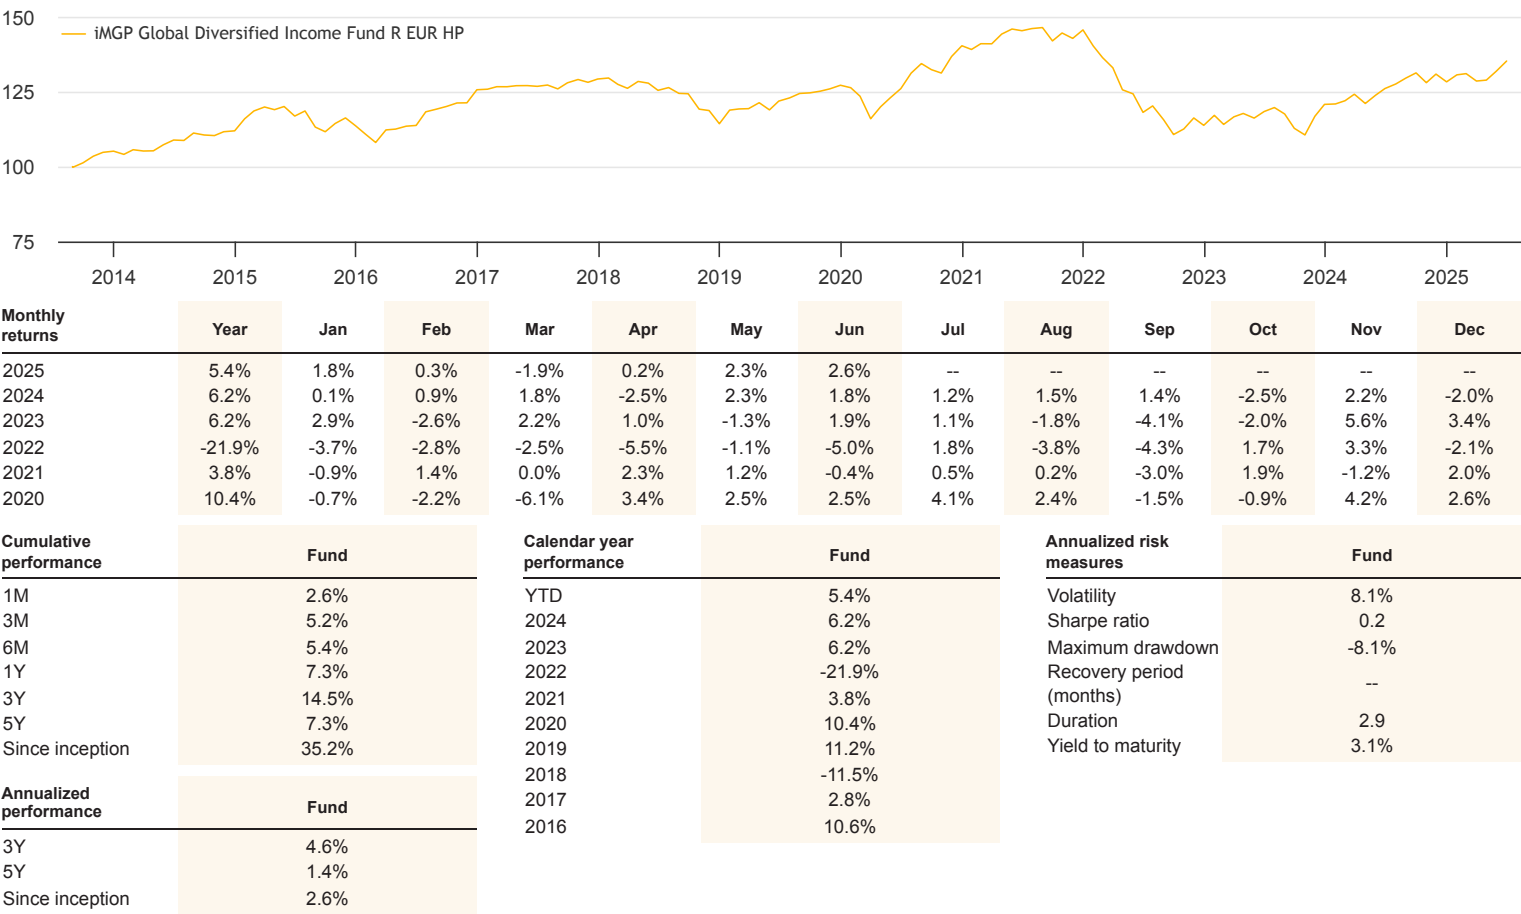 150
iMGP Global Diversified Income Fund R EUR HP
125
100
75
2014 2015 2016 2017 2018 2019 2020 2021 2022 2023 2024 2025
Monthly
returns Year Jan Feb Mar Apr May Jun Jul Aug Sep Oct Nov Dec
2025 5.4% 1.8% 0.3% -1.9% 0.2% 2.3% 2.6% -- -- -- -- -- --
2024 6.2% 0.1% 0.9% 1.8% -2.5% 2.3% 1.8% 1.2% 1.5% 1.4% -2.5% 2.2% -2.0%
2023 6.2% 2.9% -2.6% 2.2% 1.0% -1.3% 1.9% 1.1% -1.8% -4.1% -2.0% 5.6% 3.4%
2022 -21.9% -3.7% -2.8% -2.5% -5.5% -1.1% -5.0% 1.8% -3.8% -4.3% 1.7% 3.3% -2.1%
2021 3.8% -0.9% 1.4% 0.0% 2.3% 1.2% -0.4% 0.5% 0.2% -3.0% 1.9% -1.2% 2.0%
2020 10.4% -0.7% -2.2% -6.1% 3.4% 2.5% 2.5% 4.1% 2.4% -1.5% -0.9% 4.2% 2.6%
Cumulative
performance Fund
1M 2.6%
3M 5.2%
6M 5.4%
1Y 7.3%
3Y 14.5%
5Y 7.3%
Since inception 35.2%
Annualized
performance Fund
3Y 4.6%
5Y 1.4%
Since inception 2.6%
Calendar year
performance Fund
YTD 5.4%
2024 6.2%
2023 6.2%
2022 -21.9%
2021 3.8%
2020 10.4%
2019 11.2%
2018 -11.5%
2017 2.8%
2016 10.6%
Annualized risk
measures Fund
Volatility 8.1%
Sharpe ratio 0.2
Maximum drawdown -8.1%
Recovery period
(months) --
Duration 2.9
Yield to maturity 3.1%